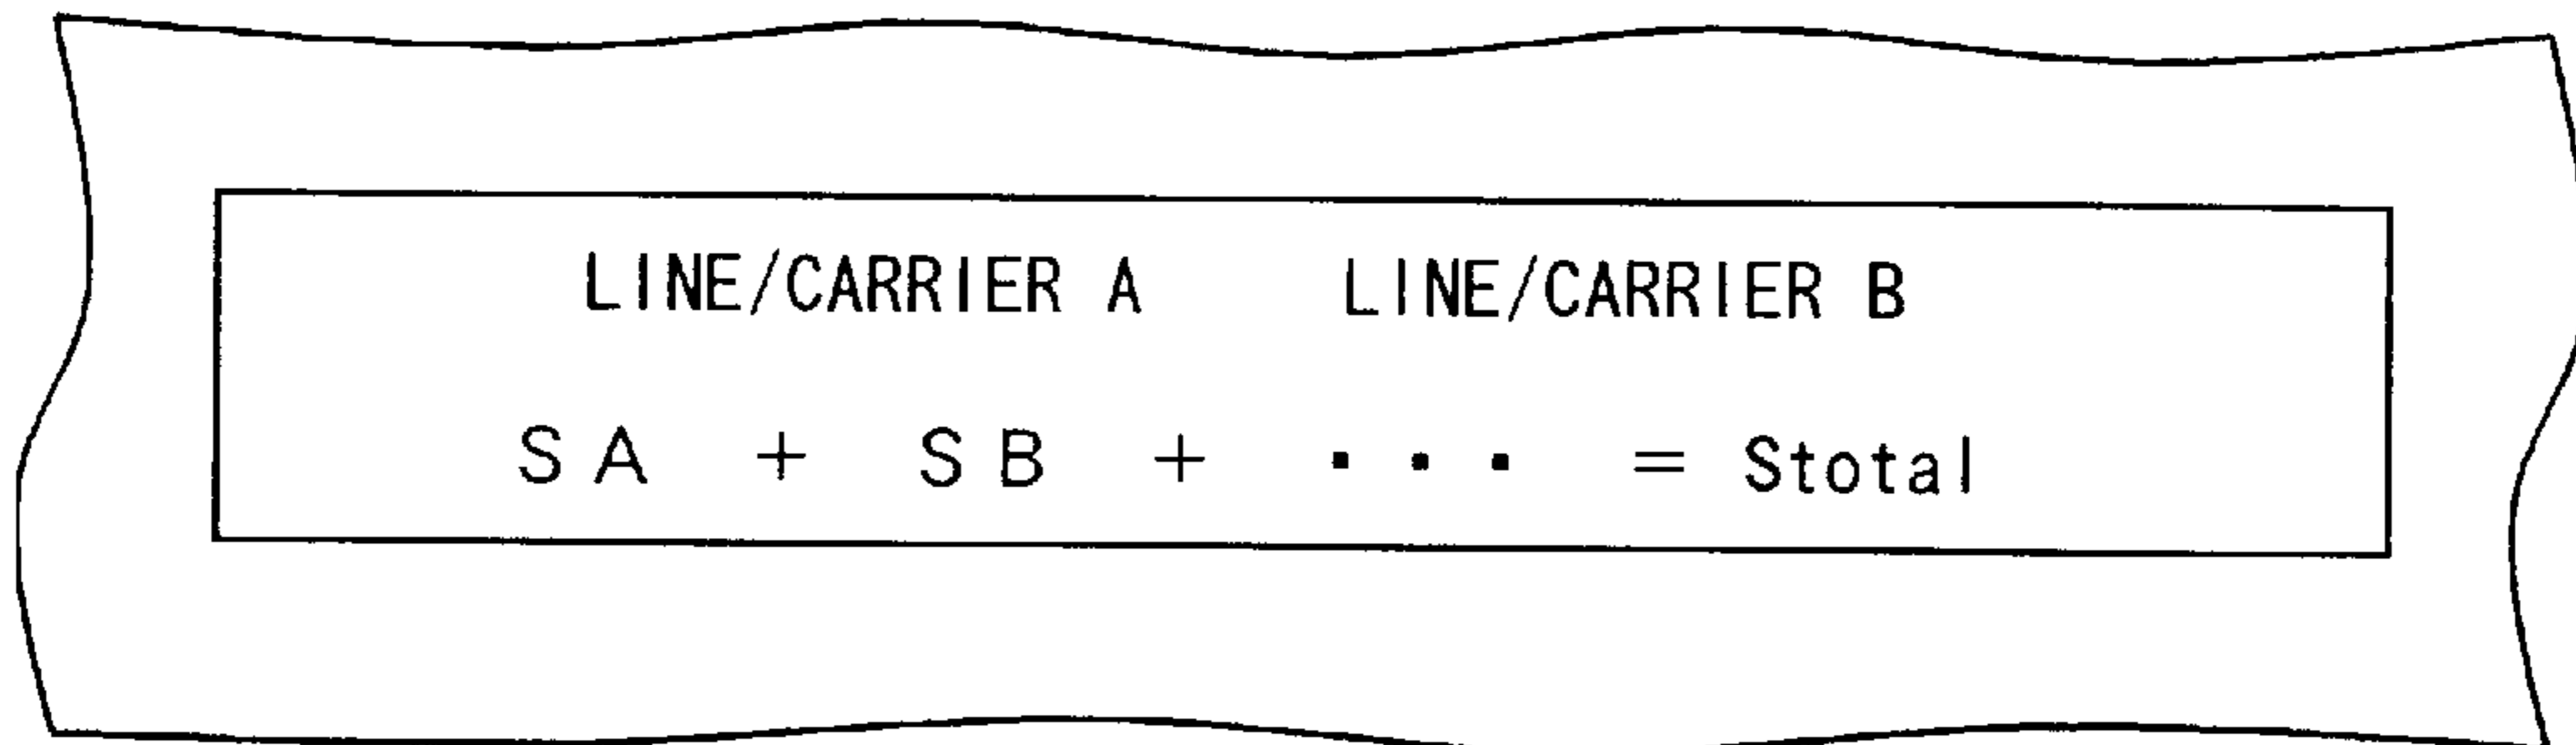 LINE/CARRIER A LINE/CARRIER B
SA + SB + ・・・ = Stotal